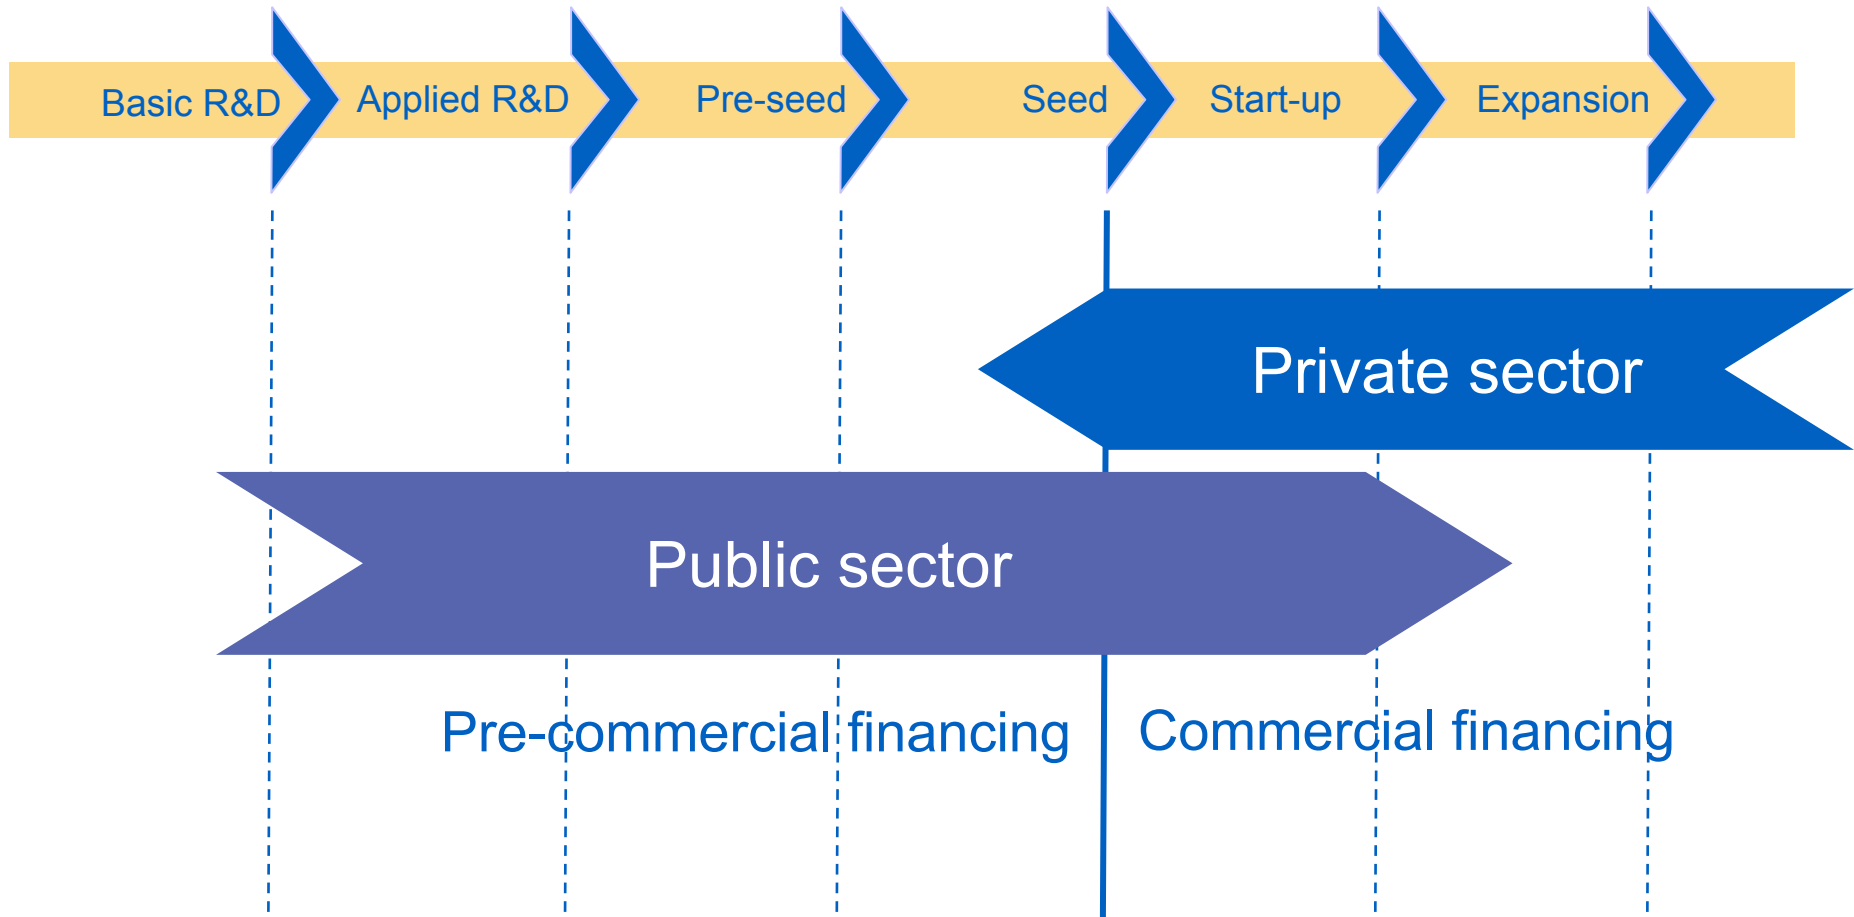 Basic R&D
Applied R&D
Pre-seed
Seed
Start-up
Expansion
Private sector
Public sector
Pre-commercial financing
Commercial financing